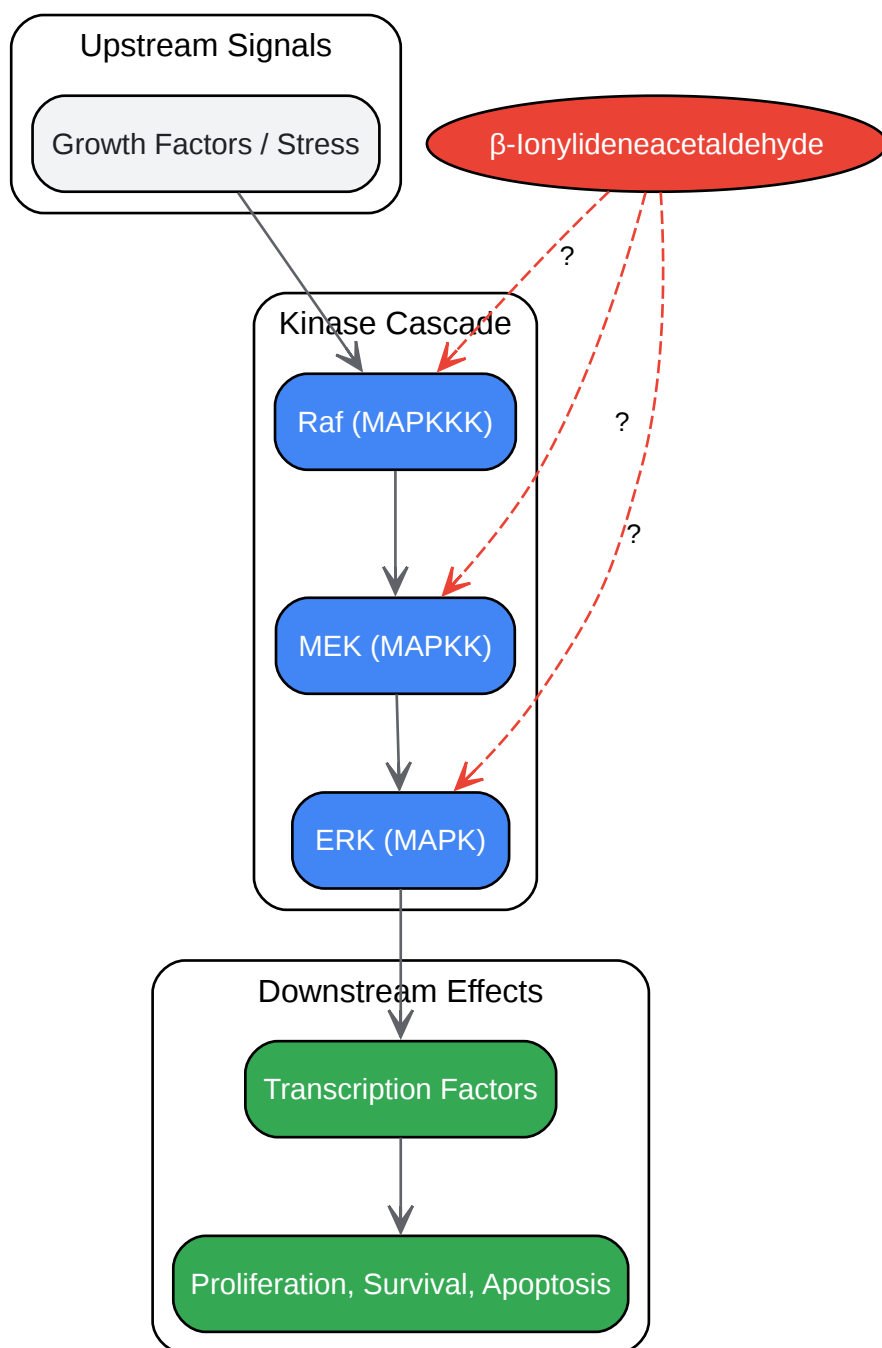 Upstream Signals
Growth Factors / Stress
β-Ionylideneacetaldehyde
?
Kinase Cascade
Raf (MAPKKK)
?
?
MEK (MAPKK)
ERK (MAPK)
Downstream Effects
Transcription Factors
Proliferation, Survival, Apoptosis